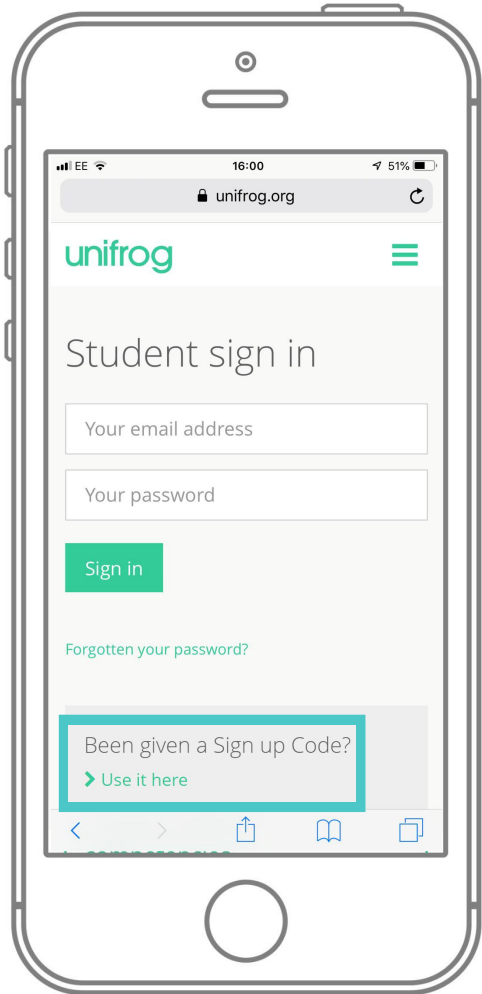 EE 16:00 51%
unifrog.org
unifrog
Student sign in
Your email address
Your password
Sign in
Forgotten your password?
Been given a Sign up Code?
Use it here